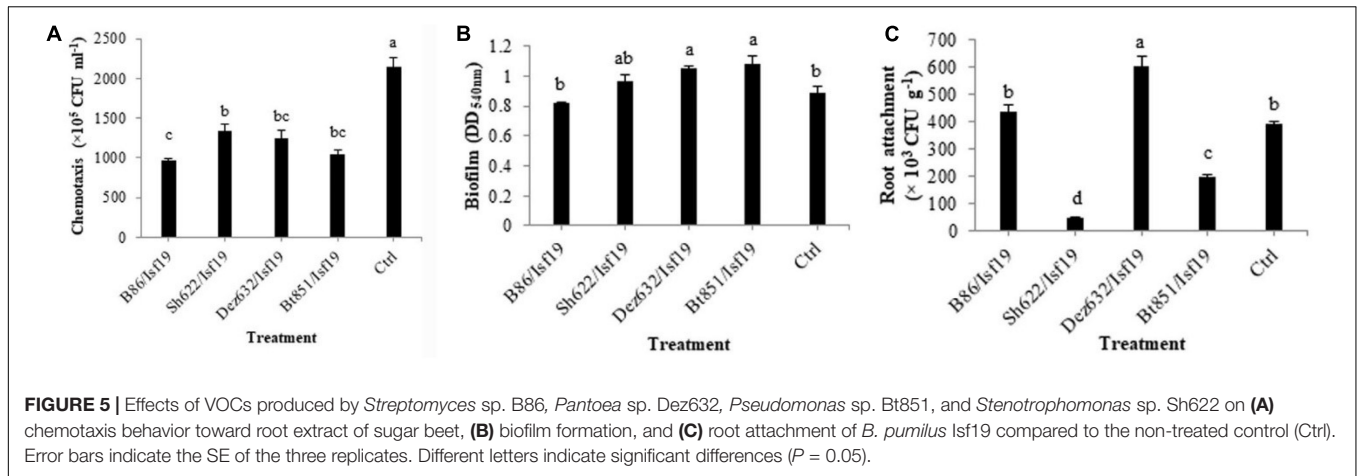 A
Chemotaxis (×10⁵ CFU ml⁻¹)
2500
2000
1500
1000
500
0
c
b
bc
bc
a
B86/Isf19
Sh622/Isf19
Dez632/Isf19
Bt851/Isf19
Ctrl
Treatment
B
Biofilm (DD 540nm)
1.2
1
0.8
0.6
0.4
0.2
0
b
ab
a
a
b
B86/Isf19
Sh622/Isf19
Dez632/Isf19
Bt851/Isf19
Ctrl
Treatment
C
Root attachment
(× 10³ CFU g⁻¹)
700
600
500
400
300
200
100
0
b
d
a
c
b
B86/Isf19
Sh622/Isf19
Dez632/Isf19
Bt851/Isf19
Ctrl
Treatment
FIGURE 5 | Effects of VOCs produced by Streptomyces sp. B86, Pantoea sp. Dez632, Pseudomonas sp. Bt851, and Stenotrophomonas sp. Sh622 on (A)
chemotaxis behavior toward root extract of sugar beet, (B) biofilm formation, and (C) root attachment of B. pumilus Isf19 compared to the non-treated control (Ctrl).
Error bars indicate the SE of the three replicates. Different letters indicate significant differences (P = 0.05).